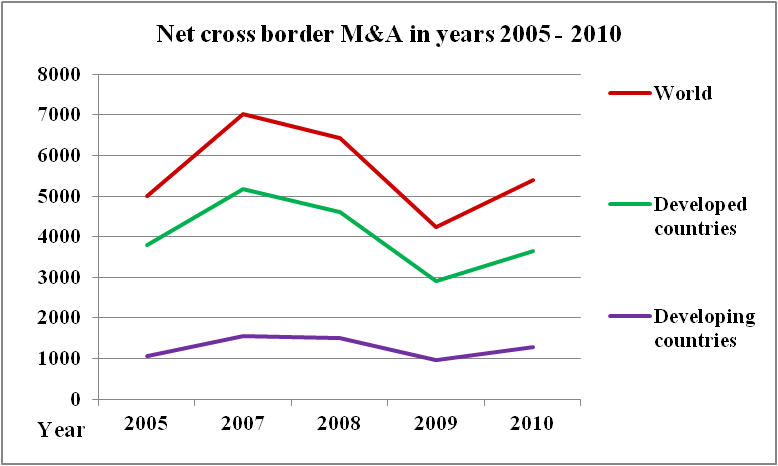 Net cross border M&A in years 2005 - 2010
8000
7000
6000
5000
4000
3000
2000
1000
0
Year
2005
2007
2008
2009
2010
World
Developed
countries
Developing
countries